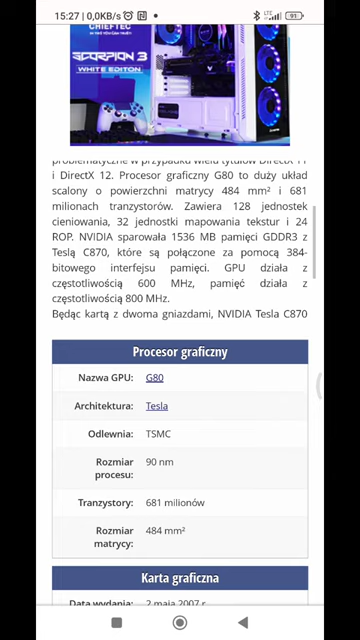 15:27 | 0,0KB/s
LTE
91
CHIEFTEC
SCORPION 3
WHITE EDITON
problematyczne w przypadku wielu tytułów DirectX 11
i DirectX 12. Procesor graficzny G80 to duży układ
scalony o powierzchni matrycy 484 mm² i 681
milionach tranzystorów. Zawiera 128 jednostek
cieniowania, 32 jednostki mapowania tekstur i 24
ROP. NVIDIA sparowała 1536 MB pamięci GDDR3 z
Teslą C870, które są połączone za pomocą 384-
bitowego interfejsu pamięci. GPU działa z
częstotliwością 600 MHz, pamięć działa z
częstotliwością 800 MHz.
Będąc kartą z dwoma gniazdami, NVIDIA Tesla C870
Procesor graficzny
Nazwa GPU: G80
Architektura: Tesla
Odlewnia: TSMC
Rozmiar procesu: 90 nm
Tranzystory: 681 milionów
Rozmiar matrycy: 484 mm²
Karta graficzna
Data wydania: 2 maja 2007 r.